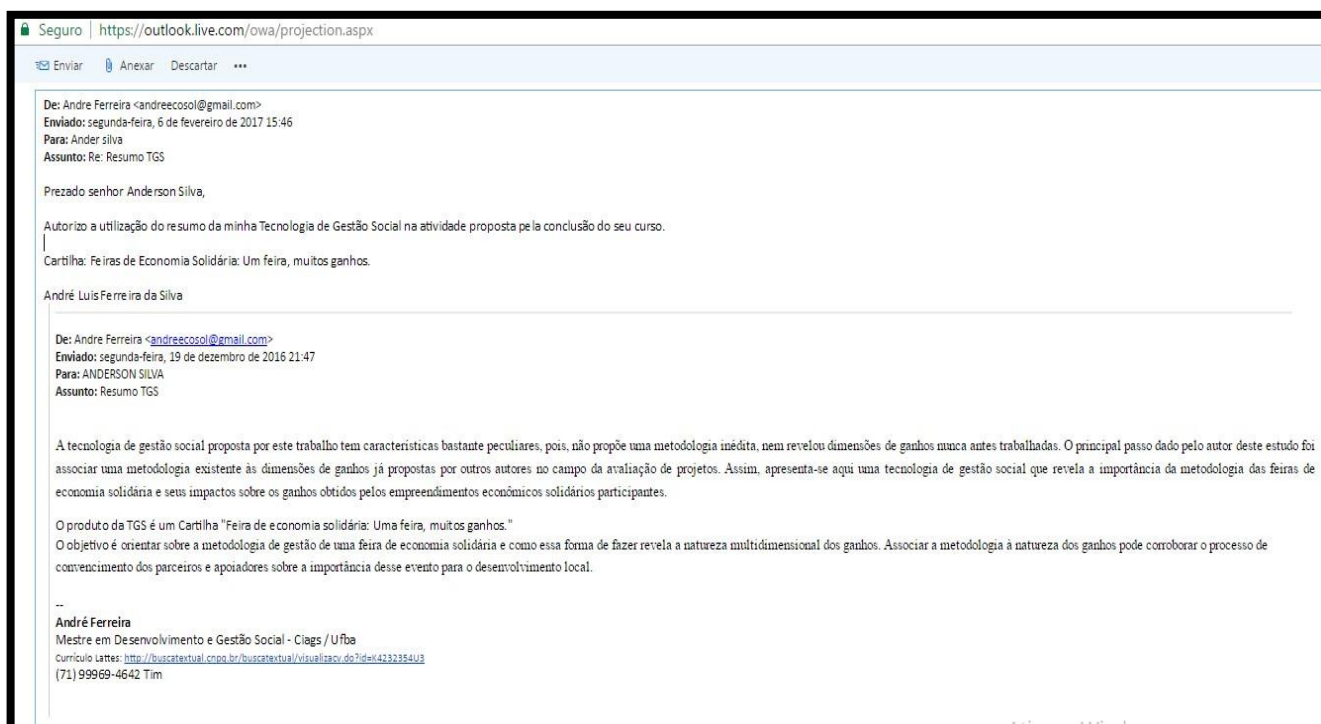 Seguro | https://outlook.live.com/owa/projection.aspx
Enviar Anexar Descartar •••
De: Andre Ferreira <andreecosol@gmail.com>
Enviado: segunda-feira, 6 de fevereiro de 2017 15:46
Para: Ander silva
Assunto: Re: Resumo TGS
Prezado senhor Anderson Silva,
Autorizo a utilização do resumo da minha Tecnologia de Gestão Social na atividade proposta pela conclusão do seu curso.
Cartilha: Feiras de Economia Solidária: Um feira, muitos ganhos.
André Luis Ferreira da Silva
De: Andre Ferreira <andreecosol@gmail.com>
Enviado: segunda-feira, 19 de dezembro de 2016 21:47
Para: ANDERSON SILVA
Assunto: Resumo TGS
A tecnologia de gestão social proposta por este trabalho tem características bastante peculiares, pois, não propõe uma metodologia inédita, nem revelou dimensões de ganhos nunca antes trabalhadas. O principal passo dado pelo autor deste estudo foi
associar uma metodologia existente às dimensões de ganhos já propostas por outros autores no campo da avaliação de projetos. Assim, apresenta-se aqui uma tecnologia de gestão social que revela a importância da metodologia das feiras de
economia solidária e seus impactos sobre os ganhos obtidos pelos empreendimentos econômicos solidários participantes.
O produto da TGS é um Cartilha "Feira de economia solidária: Uma feira, muitos ganhos."
O objetivo é orientar sobre a metodologia de gestão de uma feira de economia solidária e como essa forma de fazer revela a natureza multidimensional dos ganhos. Associar a metodologia à natureza dos ganhos pode corroborar o processo de
convencimento dos parceiros e apoiadores sobre a importância desse evento para o desenvolvimento local.
--
André Ferreira
Mestre em Desenvolvimento e Gestão Social - Ciags / Ufba
Currículo Lattes: http://buscatextual.cnpq.br/buscatextual/visualizacv.do?id=K4232354U3
(71) 99969-4642 Tim